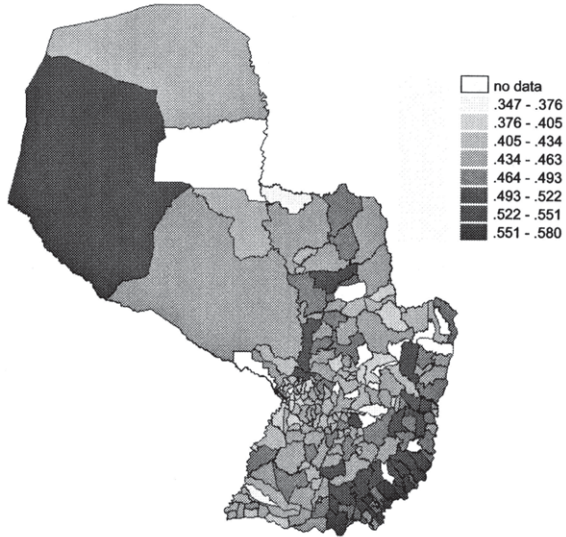 no data
.347 - .376
.376 - .405
.405 - .434
.434 - .463
.464 - .493
.493 - .522
.522 - .551
.551 - .580